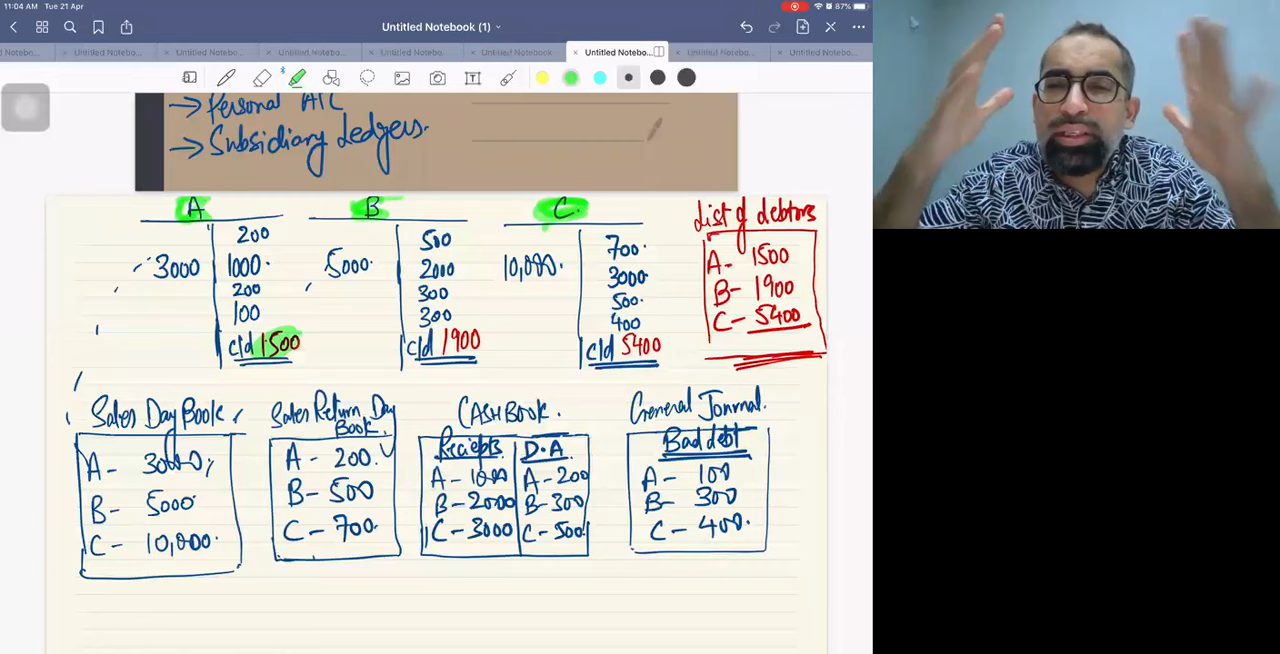 11:04 AM Tue 21 Apr
87%
Untitled Notebook (1)
Untitled Notebo...
→ Personal A/C
→ Subsidiary Ledgers.
A
3000
200
1000
200
100
c/d 1500
B
5000
500
2000
300
300
c/d 1900
C
10,000
700
3000
500
400
c/d 5400
List of debtors
A - 1500
B - 1900
C - 5400
Sales Day Book
A - 3000
B - 5000
C - 10,000
Sales Return Day
Book
A - 200
B - 500
C - 700
CASH BOOK
Reciepts
A - 1000
B - 2000
C - 3000
D.A
A - 200
B - 300
C - 500
General Journal
Bad debt
A - 100
B - 300
C - 400